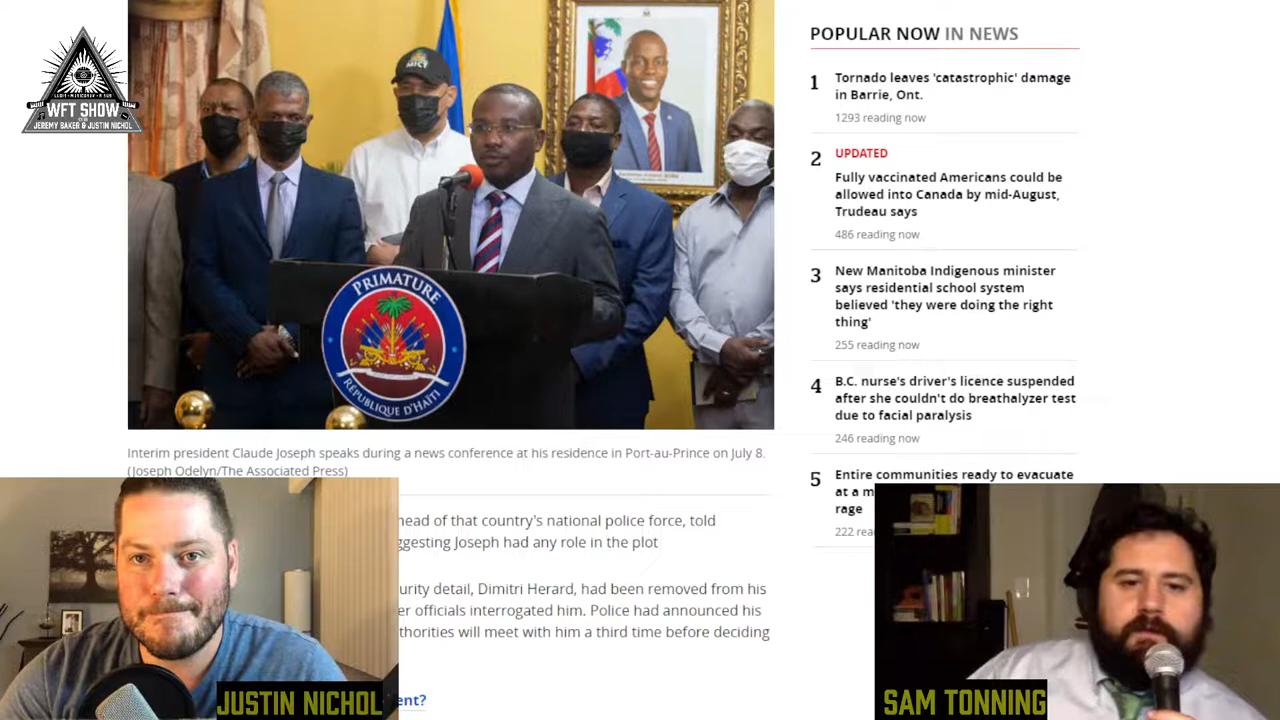 WFT SHOW
JEREMY BAKER & JUSTIN NICHOL
MICT
PRIMATURE
RÉPUBLIQUE D'HAÏTI
Interim president Claude Joseph speaks during a news conference at his residence in Port-au-Prince on July 8.
(Joseph Odelyn/The Associated Press)
head of that country's national police force, told
ggesting Joseph had any role in the plot
urity detail, Dimitri Herard, had been removed from his
er officials interrogated him. Police had announced his
thorities will meet with him a third time before deciding
ent?
POPULAR NOW IN NEWS
1
Tornado leaves 'catastrophic' damage
in Barrie, Ont.
1293 reading now
2
UPDATED
Fully vaccinated Americans could be
allowed into Canada by mid-August,
Trudeau says
486 reading now
3
New Manitoba Indigenous minister
says residential school system
believed 'they were doing the right
thing'
255 reading now
4
B.C. nurse's driver's licence suspended
after she couldn't do breathalyzer test
due to facial paralysis
246 reading now
5
Entire communities ready to evacuate
at a m
rage
222 rea
JUSTIN NICHOL
SAM TONNING